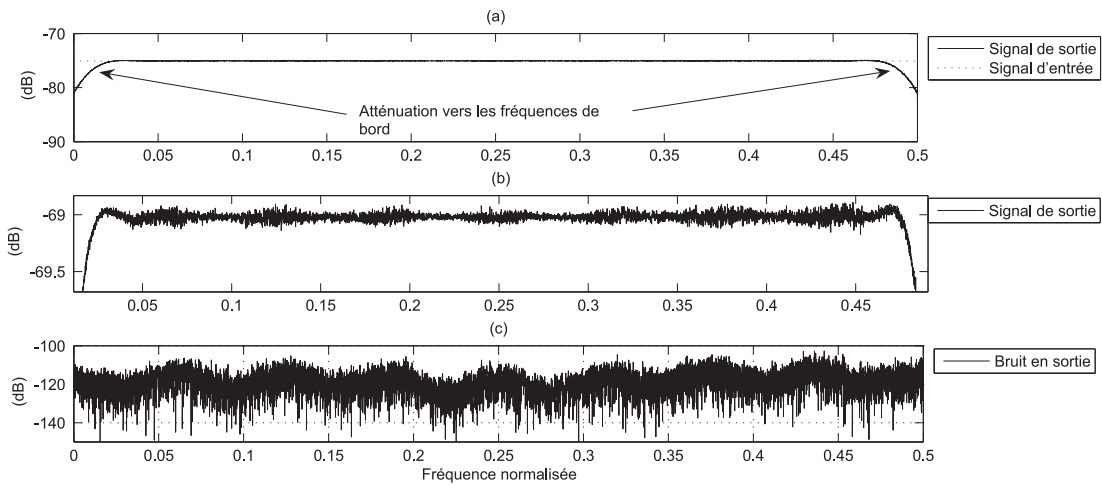 (a)
-70
-80
-90
(dB)
Signal de sortie
Signal d'entrée
Atténuation vers les fréquences de
bord
0 0.05 0.1 0.15 0.2 0.25 0.3 0.35 0.4 0.45 0.5
(b)
-69
-69.5
(dB)
Signal de sortie
0.05 0.1 0.15 0.2 0.25 0.3 0.35 0.4 0.45
(c)
-100
-120
-140
(dB)
Bruit en sortie
0 0.05 0.1 0.15 0.2 0.25 0.3 0.35 0.4 0.45 0.5
Fréquence normalisée